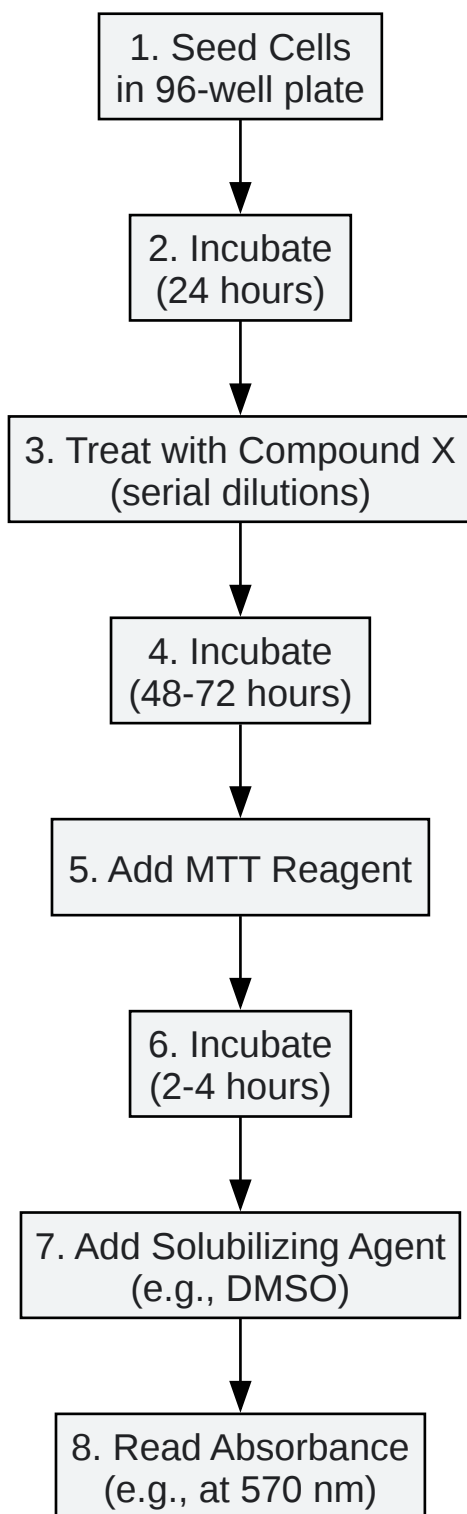 1. Seed Cells
in 96-well plate
2. Incubate
(24 hours)
3. Treat with Compound X
(serial dilutions)
4. Incubate
(48-72 hours)
5. Add MTT Reagent
6. Incubate
(2-4 hours)
7. Add Solubilizing Agent
(e.g., DMSO)
8. Read Absorbance
(e.g., at 570 nm)